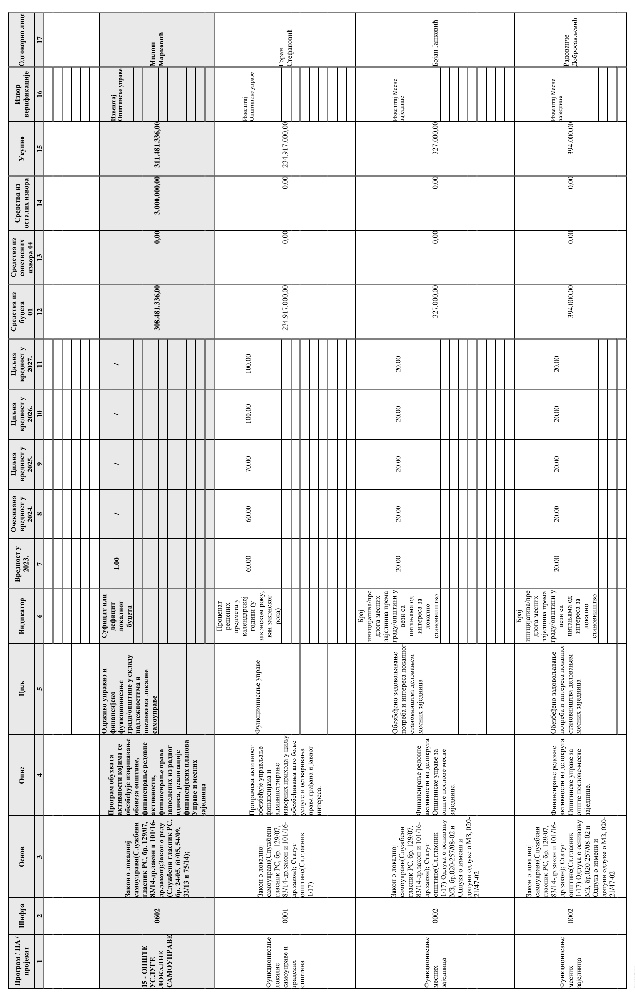 Програм / ПА /
пројекат
Шифра
Основ
Опис
Циљ
Индикатор
Вредност у
2023.
Очекивана
вредност у
2024.
Циљна
вредност у
2025.
Циљна
вредност у
2026.
Циљна
вредност у
2027.
Средства из
буџета
01
Средства из
сопствених
извора 04
Средства из
осталих извора
Укупно
Извор
верификације
Одговорно лице
1
2
3
4
5
6
7
8
9
10
11
12
13
14
15
16
17
15 - ОПШТЕ
УСЛУГЕ
ЛОКАЛНЕ
САМОУПРАВЕ
0602
Закон о локалној
самоуправи(Службени
гласник РС, бр. 129/07,
83/14-др.закон и 101/16-
др.закон);Закон о раду
(Службени гласник РС,
бр. 24/05, 61/05, 54/09,
32/13 и 75/14);
Програм обухвата
активности којима се
обезбеђује извршавање
обавеза општине,
финансирање редовне
активности,
финансирање права
запослених из радног
односа, реализације
финансијских планова
Управе и месних
заједница
Одрживо управно и
финансијско
функционисање
града/општине у складу
надлежностима и
пословима локалне
самоуправе
Суфицит или
дефицит
локалног
буџета
1.00
/
/
/
/
308.481.336,00
0,00
3.000.000,00
311.481.336,00
Извештај
Општинске управе
Милош
Марковић
Функционисање
локалне
самоуправе и
градских
општина
0001
Закон о локалној
самоуправи(Службени
гласник РС, бр. 129/07,
83/14-др.закон и 101/16-
др.закон); Статут
општине(Сл.гласник
1/17)
Програмска активност
обезбеђује управљање
финансијама и
администрирање
изворних прихода у циљу
обезбеђивања што боље
услуге и остваривања
права грађана и јавног
интереса.
Функционисање управе
Проценат
решених
предмета у
календарској
години (у
законском року,
ван законског
рока)
60.00
60.00
70.00
100.00
100.00
234.917.000,00
0,00
0,00
234.917.000,00
Извештај
Општинске управе
Горан
Стефановић
Функционисање
месних
заједница
0002
Закон о локалној
самоуправи(Службени
гласник РС, бр. 129/07,
83/14-др.закон и 101/16-
др.закон); Статут
општине(Сл.гласник
1/17) Одлука о оснивању
МЗ, бр.020-257/08-02 и
Одлука о измени и
допуни одлуке о МЗ, 020-
21/47-02
Финансирање редовне
активности из делокруга
Општинске управе за
опште послове-месне
заједнице.
Обезбеђено задовољавање
потреба и интереса локалног
становништва деловањем
месних заједница
Број
иницијатива/пре
длога месних
заједница према
граду/општини у
вези са
питањима од
интереса за
локално
становништво
20.00
20.00
20.00
20.00
20.00
327.000,00
0,00
0,00
327.000,00
Извештај Месне
заједнице
Бојан Јанковић
Функционисање
месних
заједница
0002
Закон о локалној
самоуправи(Службени
гласник РС, бр. 129/07,
83/14-др.закон и 101/16-
др.закон); Статут
општине(Сл.гласник
1/17) Одлука о оснивању
МЗ, бр.020-257/08-02 и
Одлука о измени и
допуни одлуке о МЗ, 020-
21/47-02
Финансирање редовне
активности из делокруга
Општинске управе за
опште послове-месне
заједнице.
Обезбеђено задовољавање
потреба и интереса локалног
становништва деловањем
месних заједница
Број
иницијатива/пре
длога месних
заједница према
граду/општини у
вези са
питањима од
интереса за
локално
становништво
20.00
20.00
20.00
20.00
20.00
394.000,00
0,00
0,00
394.000,00
Извештај Месне
заједнице
Радованче
Добросављевић